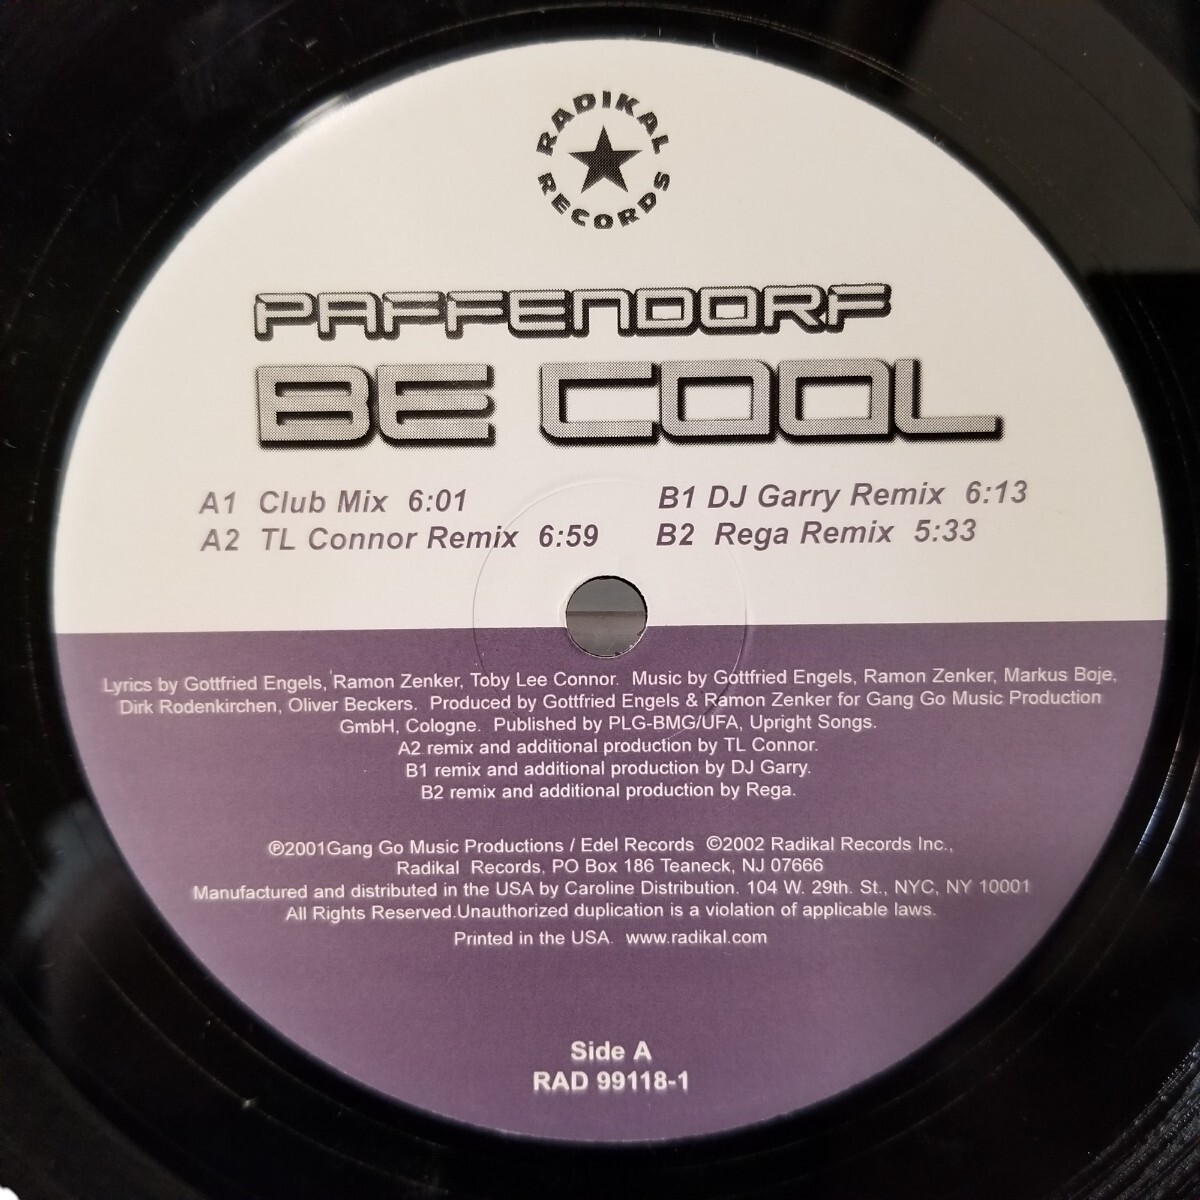 RADIKAL
RECORDS
PAFFENDORF
BE COOL
A1 Club Mix 6:01
A2 TL Connor Remix 6:59
B1 DJ Garry Remix 6:13
B2 Rega Remix 5:33
Lyrics by Gottfried Engels, Ramon Zenker, Toby Lee Connor. Music by Gottfried Engels, Ramon Zenker, Markus Boje,
Dirk Rodenkirchen, Oliver Beckers. Produced by Gottfried Engels & Ramon Zenker for Gang Go Music Production
GmbH, Cologne. Published by PLG-BMG/UFA, Upright Songs.
A2 remix and additional production by TL Connor.
B1 remix and additional production by DJ Garry.
B2 remix and additional production by Rega.
℗2001Gang Go Music Productions / Edel Records ©2002 Radikal Records Inc.,
Radikal Records, PO Box 186 Teaneck, NJ 07666
Manufactured and distributed in the USA by Caroline Distribution. 104 W. 29th. St., NYC, NY 10001
All Rights Reserved.Unauthorized duplication is a violation of applicable laws.
Printed in the USA. www.radikal.com
Side A
RAD 99118-1